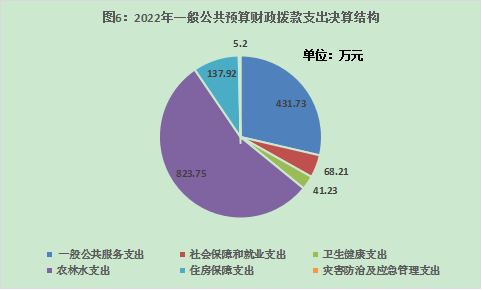 图6：2022年一般公共预算财政拨款支出决算结构
5.2
单位：万元
137.92
431.73
823.75
68.21
41.23
一般公共服务支出 社会保障和就业支出 卫生健康支出
农林水支出 住房保障支出 灾害防治及应急管理支出